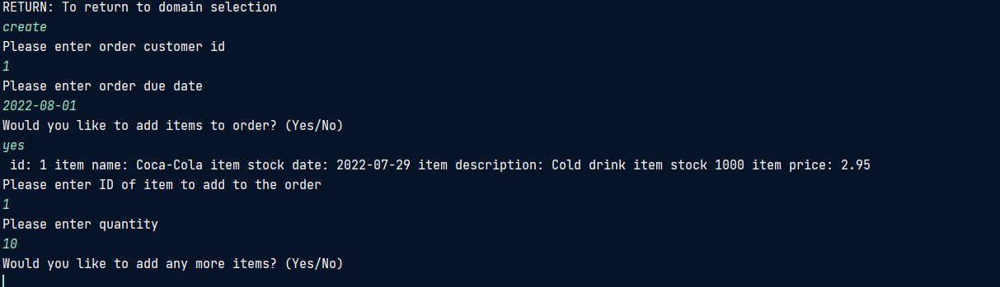 RETURN: To return to domain selection
create
Please enter order customer id
1
Please enter order due date
2022-08-01
Would you like to add items to order? (Yes/No)
yes
id: 1 item name: Coca-Cola item stock date: 2022-07-29 item description: Cold drink item stock 1000 item price: 2.95
Please enter ID of item to add to the order
1
Please enter quantity
10
Would you like to add any more items? (Yes/No)